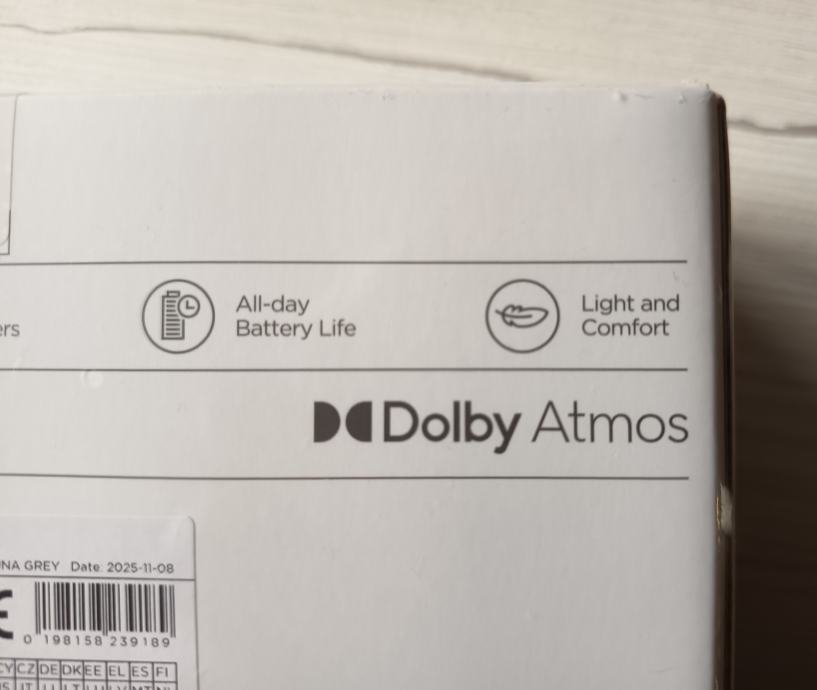 All-day
Battery Life
Light and
Comfort
ers
Dolby Atmos
NA GREY Date: 2025-11-08
0 198158 239189
CY CZ DE DK EE EL ES FI